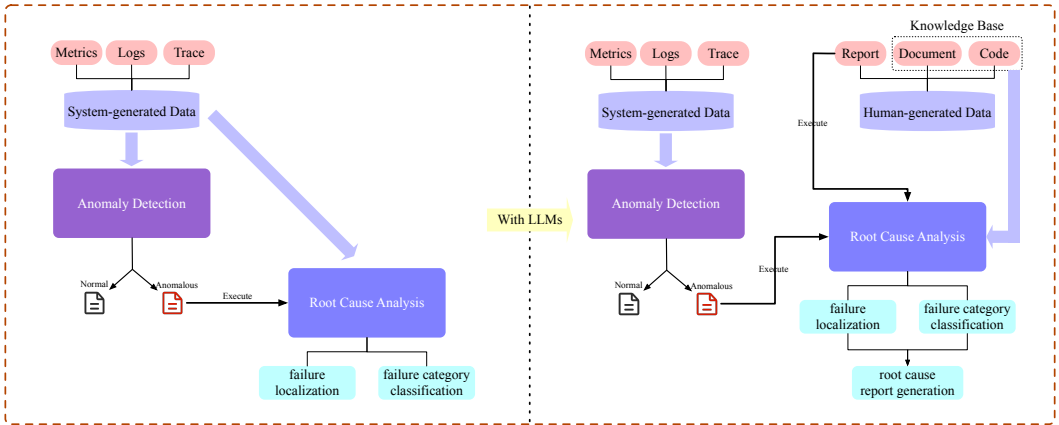 Metrics
Logs
Trace
System-generated Data
Anomaly Detection
Normal
Anomalous
Execute
Root Cause Analysis
failure
localization
failure category
classification
With LLMs
Metrics
Logs
Trace
System-generated Data
Anomaly Detection
Normal
Anomalous
Execute
Knowledge Base
Report
Document
Code
Human-generated Data
Execute
Root Cause Analysis
failure
localization
failure category
classification
root cause
report generation